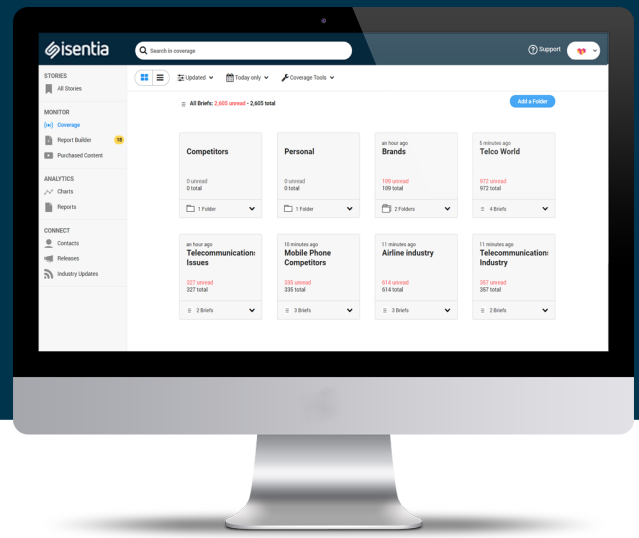 isentia
Search in coverage
Support
STORIES
All Stories
MONITOR
Coverage
Report Builder 18
Purchased Content
ANALYTICS
Charts
Reports
CONNECT
Contacts
Releases
Industry Updates
Updated Today only Coverage Tools
All Briefs: 2,605 unread - 2,605 total
Add a Folder
Competitors
0 unread
0 total
1 Folder
Personal
0 unread
0 total
1 Folder
an hour ago
Brands
109 unread
109 total
2 Folders
5 minutes ago
Telco World
972 unread
972 total
4 Briefs
an hour ago
Telecommunication
Issues
327 unread
327 total
2 Briefs
10 minutes ago
Mobile Phone
Competitors
335 unread
335 total
3 Briefs
11 minutes ago
Airline industry
614 unread
614 total
3 Briefs
11 minutes ago
Telecommunication
Industry
357 unread
357 total
2 Briefs